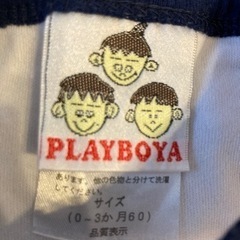 PLAYBOYA
あります。他の色物と分けて洗濯
してください。
サイズ
(0~3か月60)
品質表示